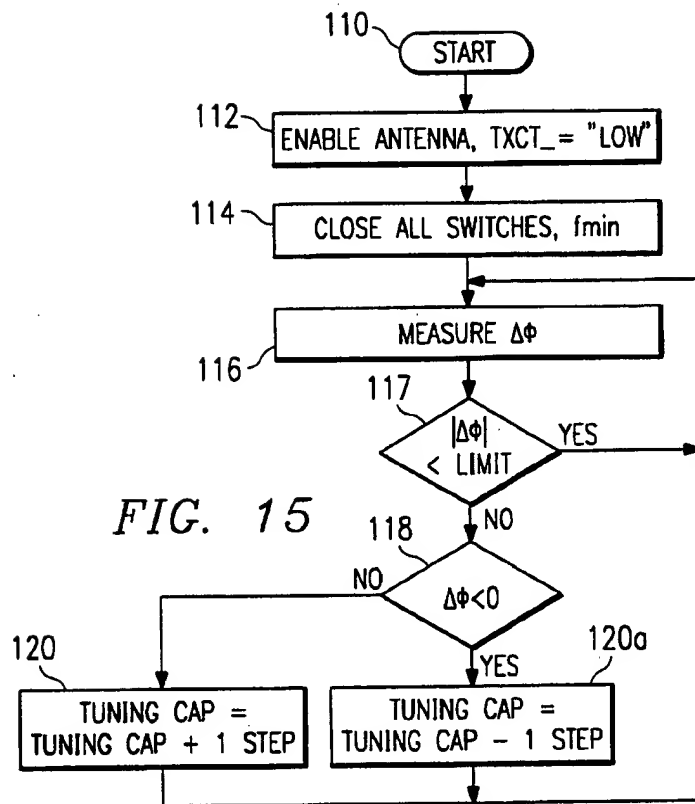 110
START
112
ENABLE ANTENNA, TXCT_= "LOW"
114
CLOSE ALL SWITCHES, fmin
MEASURE ΔΦ
116
117
|ΔΦ|
< LIMIT
YES
FIG. 15
NO
118
NO
ΔΦ<0
120
YES
120a
TUNING CAP =
TUNING CAP + 1 STEP
TUNING CAP =
TUNING CAP - 1 STEP